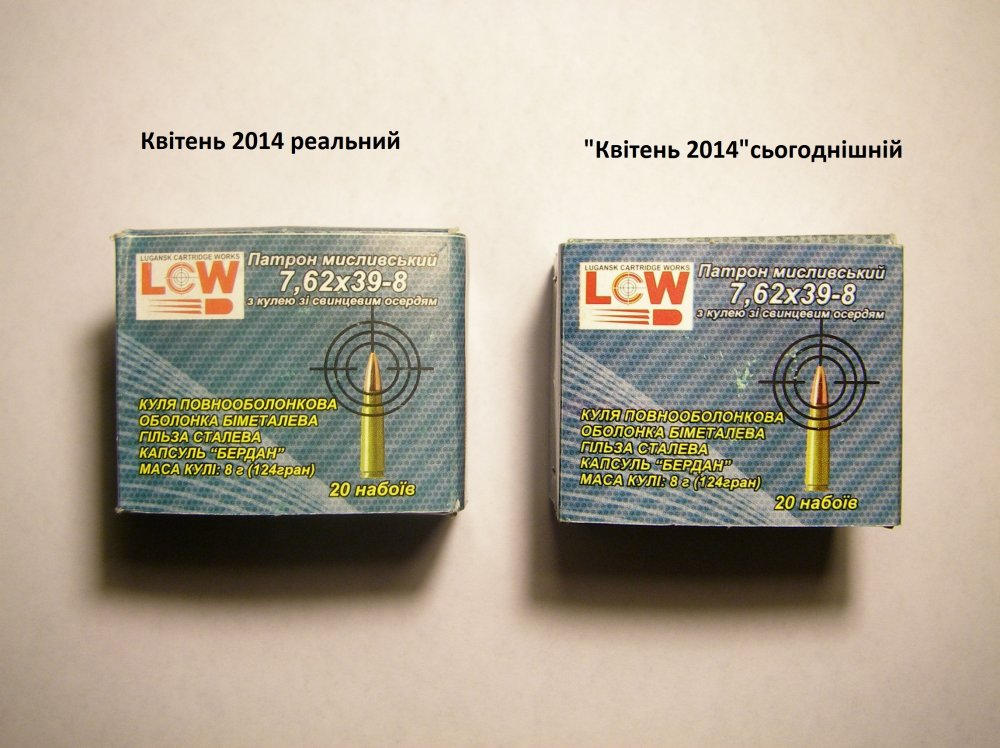 Квітень 2014 реальний
"Квітень 2014"сьогоднішній
LUGANSK CARTRIDGE WORKS
LCW
Патрон мисливський
7,62x39-8
з кулею зі свинцевим осердям
КУЛЯ ПОВНООБОЛОНКОВА
ОБОЛОНКА БІМЕТАЛЕВА
ГІЛЬЗА СТАЛЕВА
КАПСУЛЬ “БЕРДАН”
МАСА КУЛІ: 8 г (124гран)
20 набоїв
LUGANSK CARTRIDGE WORKS
LCW
Патрон мисливський
7,62x39-8
з кулею зі свинцевим осердям
КУЛЯ ПОВНООБОЛОНКОВА
ОБОЛОНКА БІМЕТАЛЕВА
ГІЛЬЗА СТАЛЕВА
КАПСУЛЬ “БЕРДАН”
МАСА КУЛІ: 8 г (124гран)
20 набоїв